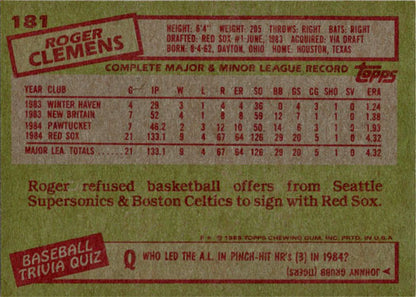 181
ROGER
CLEMENS
HEIGHT: 6'4" WEIGHT: 205 THROWS: RIGHT BATS: RIGHT
DRAFTED: RED SOX #1-JUNE, 1983 ACQUIRED: VIA DRAFT
BORN: 8-4-62, DAYTON, OHIO HOME: HOUSTON, TEXAS
COMPLETE MAJOR & MINOR LEAGUE RECORD TOPPS
YEAR CLUB G IP W L R ER SO BB GS CG SHO SV ERA
1983 WINTER HAVEN 4 29 3 1 4 4 36 0 4 3 1 0 1.24
1983 NEW BRITAIN 7 52 4 1 8 8 59 12 7 1 1 0 1.38
1984 PAWTUCKET 7 46.2 2 3 12 10 50 14 6 3 1 0 1.93
1984 RED SOX 21 133.1 9 4 67 64 126 29 20 5 1 0 4.32
MAJOR LEA. TOTALS 21 133.1 9 4 67 64 126 29 20 5 1 0 4.32
Roger refused basketball offers from Seattle
Supersonics & Boston Celtics to sign with Red Sox.
© 1985 TOPPS CHEWING GUM, INC. PRTD. IN U.S.A.
BASEBALL
TRIVIA QUIZ
Q WHO LED THE A.L. IN PINCH-HIT HR's (3) IN 1984?
A JOHNNY GRUBB (TIGERS)